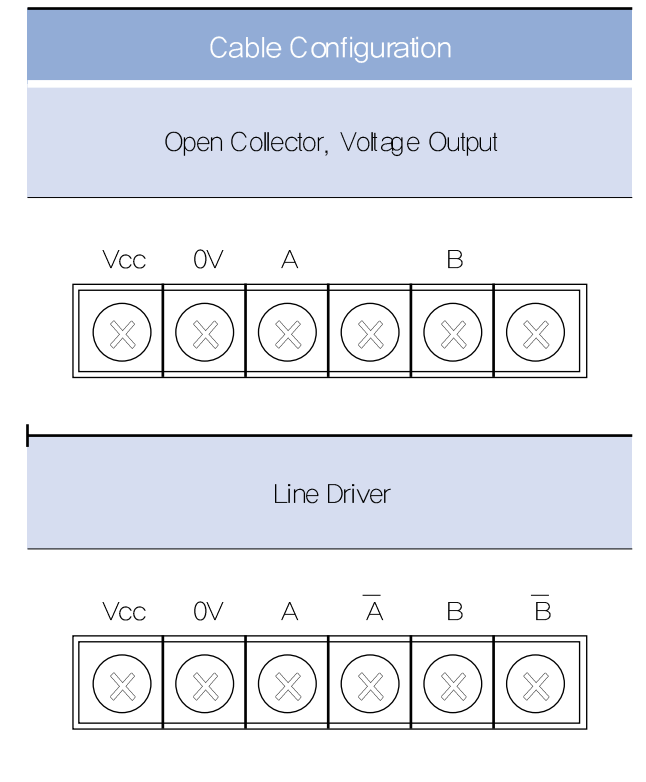 Cable Configuration
Open Collector, Voltage Output
Vcc 0V A B
Line Driver
Vcc 0V A A̅ B B̅